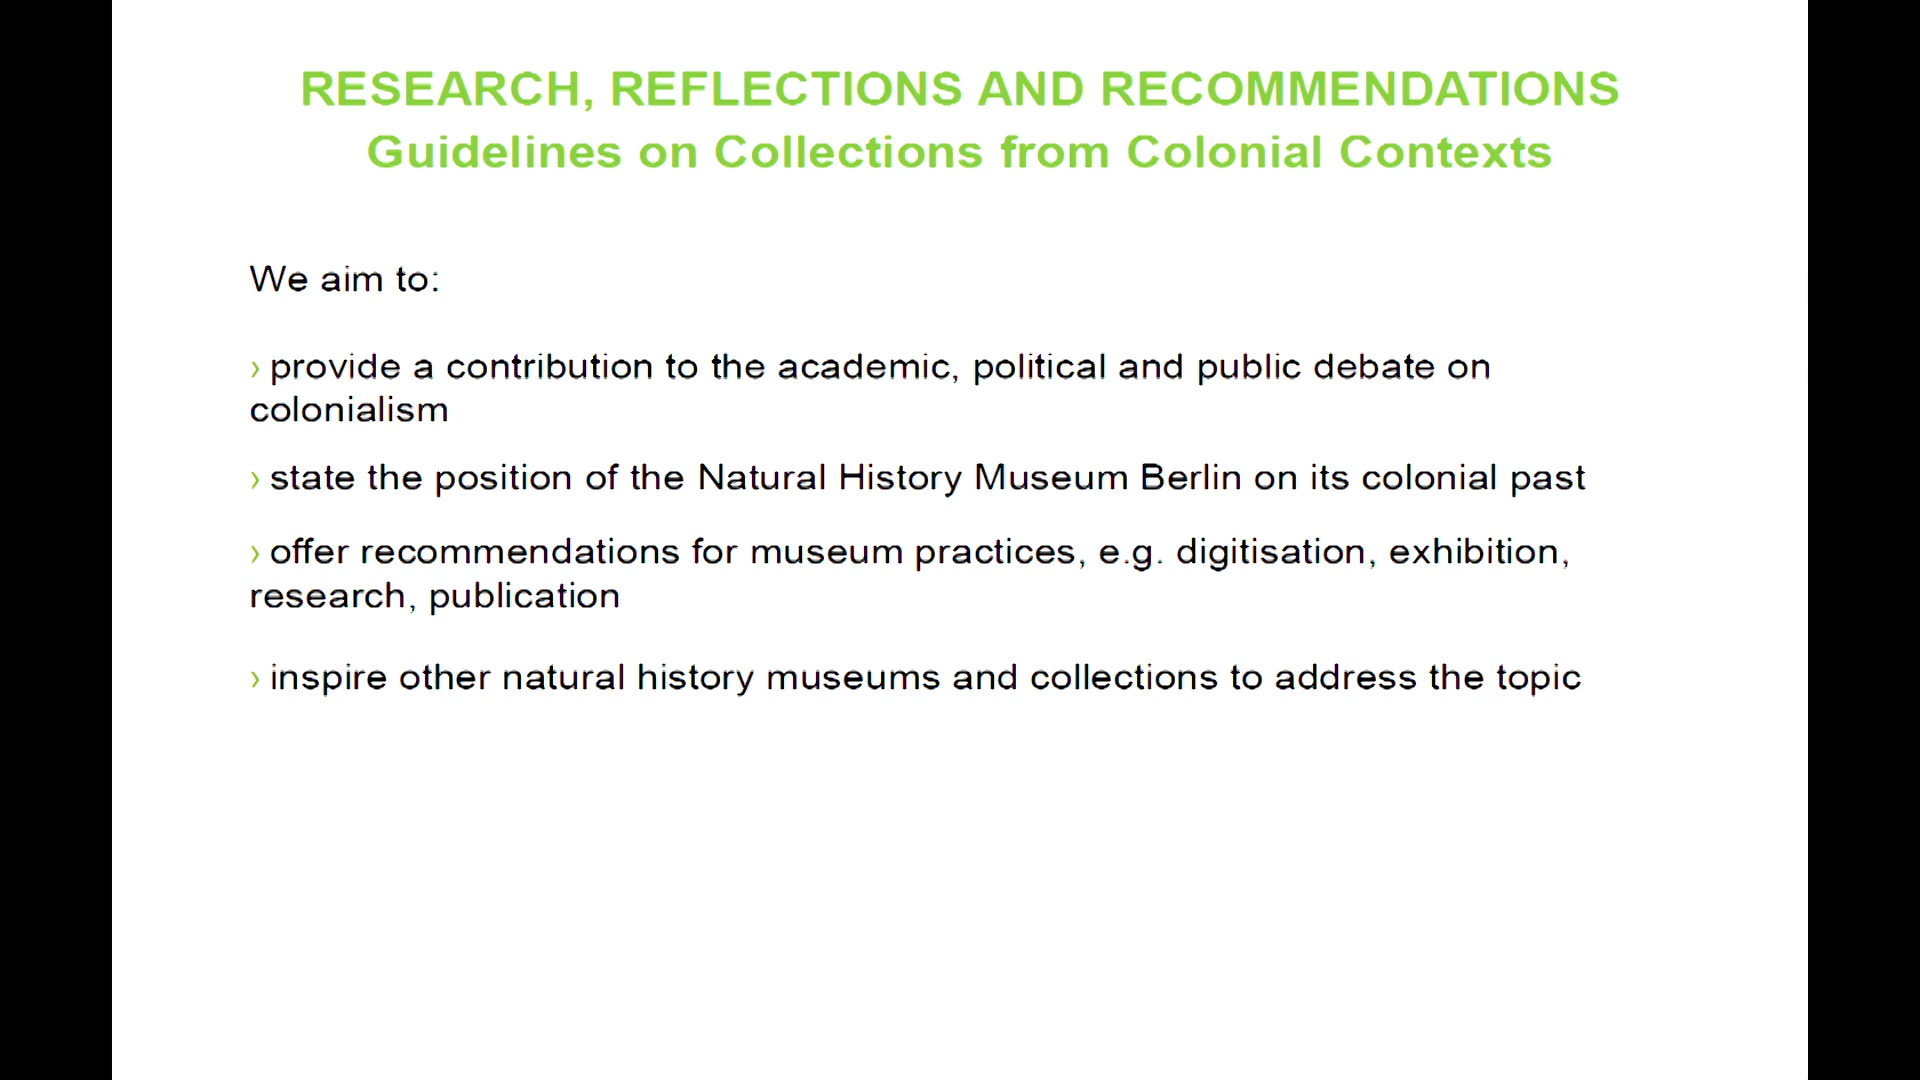 RESEARCH, REFLECTIONS AND RECOMMENDATIONS
Guidelines on Collections from Colonial Contexts
We aim to:
› provide a contribution to the academic, political and public debate on
colonialism
› state the position of the Natural History Museum Berlin on its colonial past
› offer recommendations for museum practices, e.g. digitisation, exhibition,
research, publication
› inspire other natural history museums and collections to address the topic